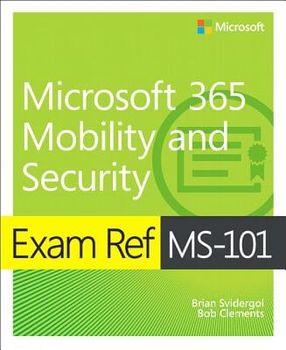 Microsoft
Microsoft 365
Mobility and
Security
Exam Ref MS-101
Brian Svidergol
Bob Clements